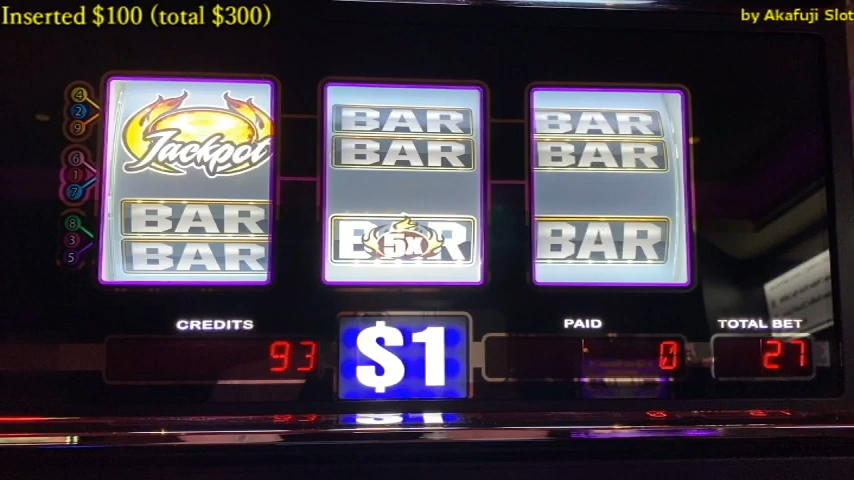 Inserted $100 (total $300)
by Akafuji Slot
4
2
9
6
1
7
8
3
5
Jackpot
BAR
BAR
BAR
BAR
BAR
5x
BAR
BAR
BAR
BAR
CREDITS
PAID
TOTAL BET
93
$1
0
27